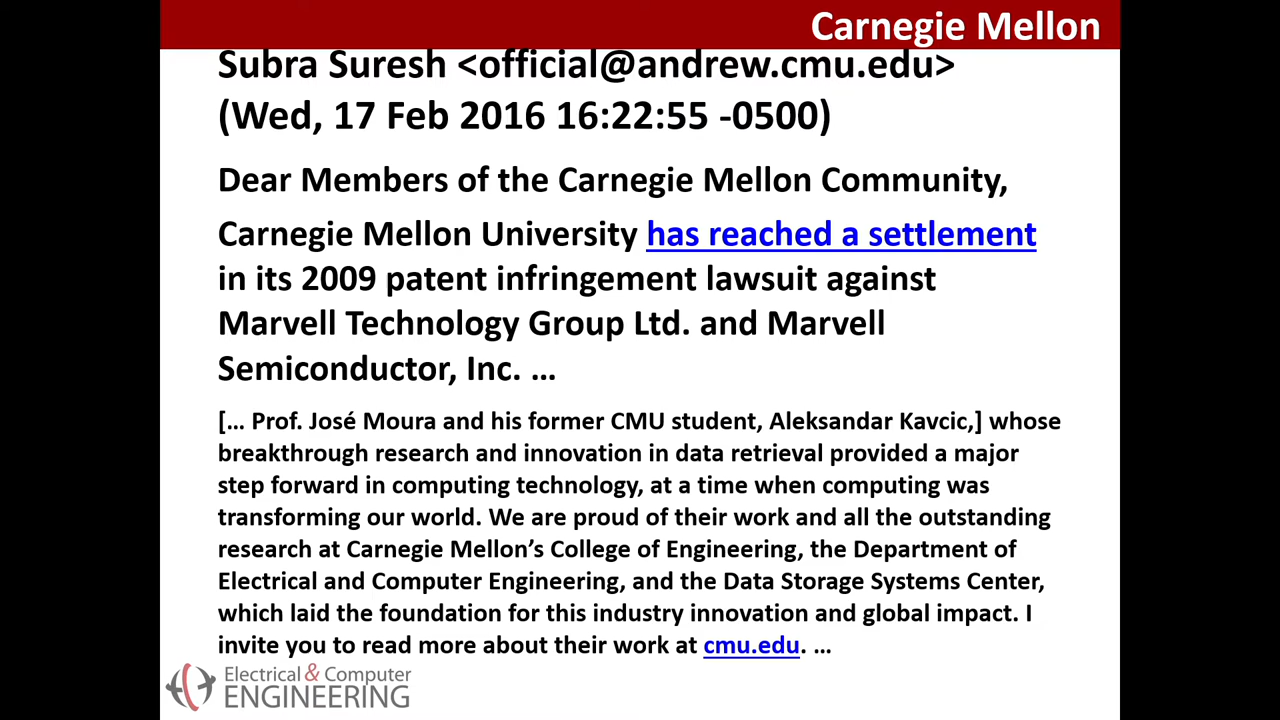 Carnegie Mellon
Subra Suresh <official@andrew.cmu.edu>
(Wed, 17 Feb 2016 16:22:55 -0500)
Dear Members of the Carnegie Mellon Community,
Carnegie Mellon University has reached a settlement
in its 2009 patent infringement lawsuit against
Marvell Technology Group Ltd. and Marvell
Semiconductor, Inc. …
[… Prof. José Moura and his former CMU student, Aleksandar Kavcic,] whose
breakthrough research and innovation in data retrieval provided a major
step forward in computing technology, at a time when computing was
transforming our world. We are proud of their work and all the outstanding
research at Carnegie Mellon’s College of Engineering, the Department of
Electrical and Computer Engineering, and the Data Storage Systems Center,
which laid the foundation for this industry innovation and global impact. I
invite you to read more about their work at cmu.edu. …
Electrical & Computer
ENGINEERING